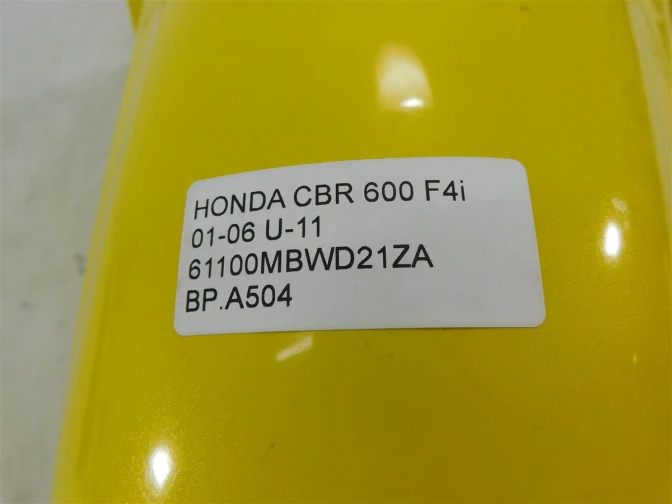 HONDA CBR 600 F4i
01-06 U-11
61100MBWD21ZA
BP.A504